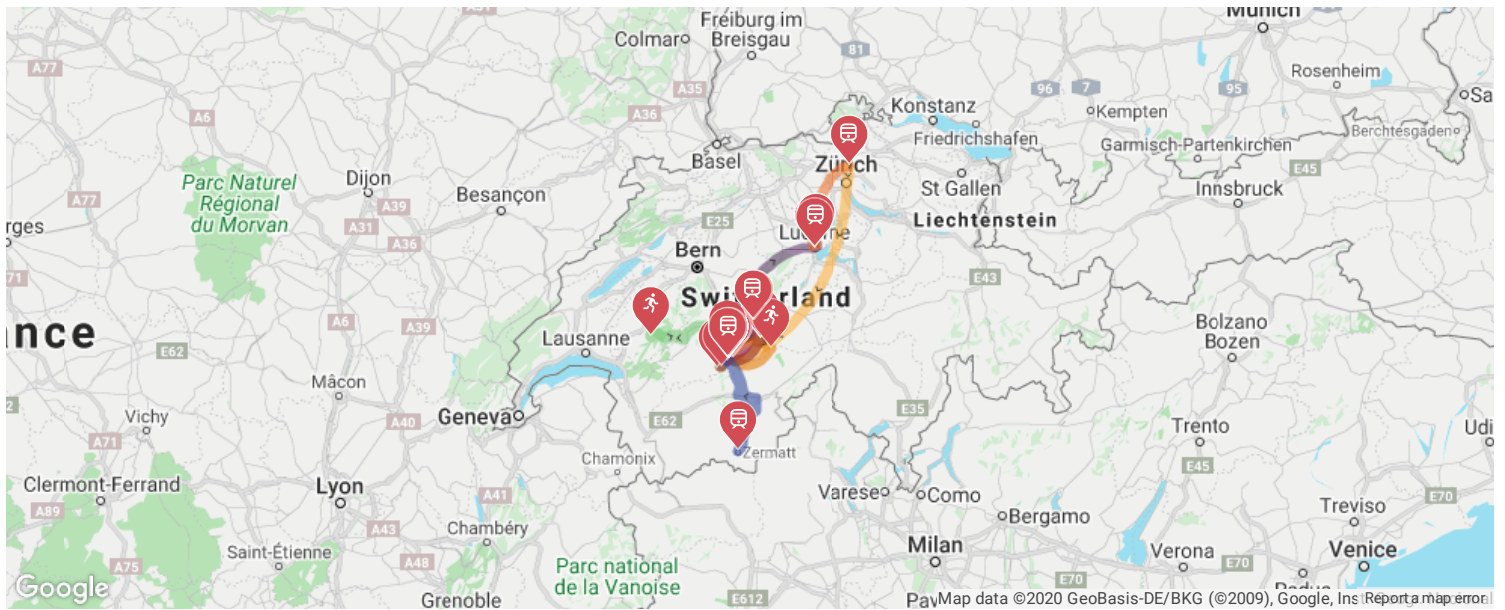 Munich
Freiburg im
Breisgau
Colmar
81
A77
A35
Rosenheim
96
7
95
A36
Konstanz
Kempten
A6
Friedrichshafen
Berchtesgaden
Basel
Garmisch-Partenkirchen
Zürich
E45
Dijon
Parc Naturel
Régional
du Morvan
Besançon
St Gallen
Innsbruck
A77
A39
A31
E25
Liechtenstein
Lucerne
A36
Bern
E43
A71
Switzerland
A6
A39
Bolzano
Bozen
Lausanne
E62
Mâcon
E35
Vichy
Geneva
A40
E62
Trento
A71
Zermatt
Chamonix
E45
Clermont-Ferrand
Lyon
A41
Varese
Como
E70
A89
Bergamo
Treviso
A43
Chambéry
Milan
Saint-Étienne
Verona
Venice
A75
A48
Parc national
de la Vanoise
E70
Google
Grenoble
E612
Map data ©2020 GeoBasis-DE/BKG (©2009), Google, Report a map error